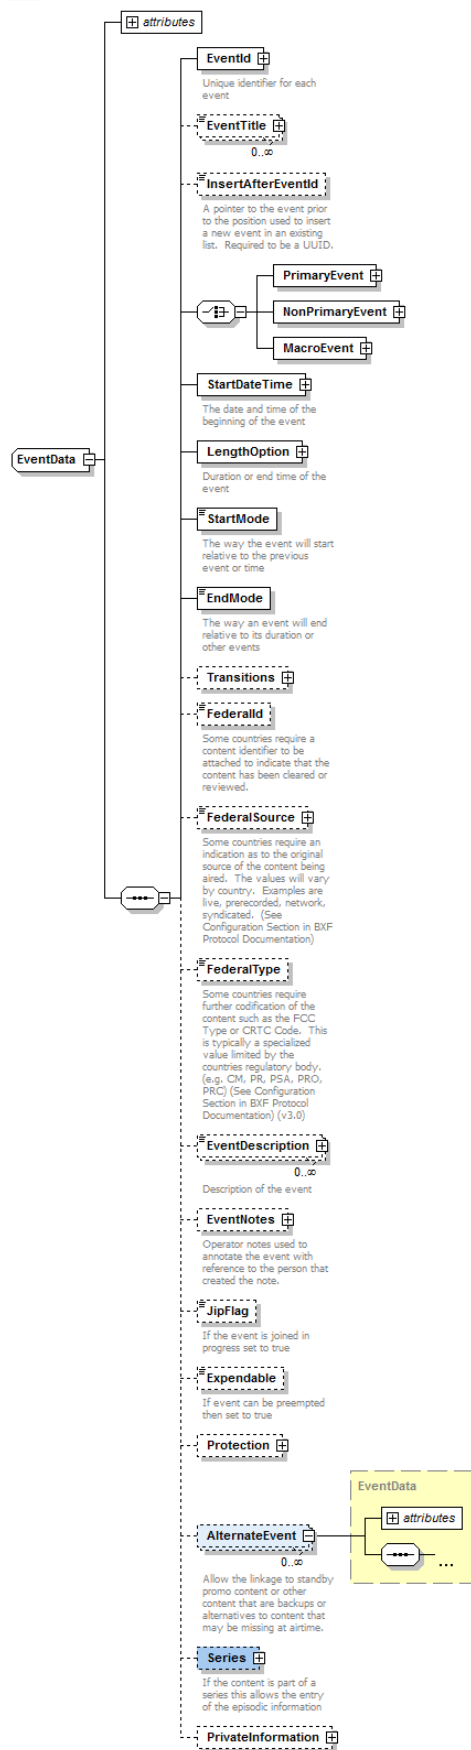 attributes
EventId
Unique identifier for each
event
EventTitle
0..∞
InsertAfterEventId
A pointer to the event prior
to the position used to insert
a new event in an existing
list.  Required to be a UUID.
PrimaryEvent
NonPrimaryEvent
MacroEvent
StartDateTime
The date and time of the
beginning of the event
EventData
LengthOption
Duration or end time of the
event
StartMode
The way the event will start
relative to the previous
event or time
EndMode
The way an event will end
relative to its duration or
other events
Transitions
FederalId
Some countries require a
content identifier to be
attached to indicate that the
content has been cleared or
reviewed.
FederalSource
Some countries require an
indication as to the original
source of the content being
aired.  The values will vary
by country.  Examples are
live, prerecorded, network,
syndicated.  (See
Configuration Section in BXF
Protocol Documentation)
FederalType
Some countries require
further codification of the
content such as the FCC
Type or CRTC Code.  This
is typically a specialized
value limited by the
countries regulatory body.
(e.g. CM, PR, PSA, PRO,
PRC) (See Configuration
Section in BXF Protocol
Documentation) (v3.0)
EventDescription
0..∞
Description of the event
EventNotes
Operator notes used to
annotate the event with
reference to the person that
created the note.
JipFlag
If the event is joined in
progress set to true
Expendable
If event can be preempted
then set to true
Protection
EventData
attributes
AlternateEvent
0..∞
...
Allow the linkage to standby
promo content or other
content that are backups or
alternatives to content that
may be missing at airtime.
Series
If the content is part of a
series this allows the entry
of the episodic information
PrivateInformation